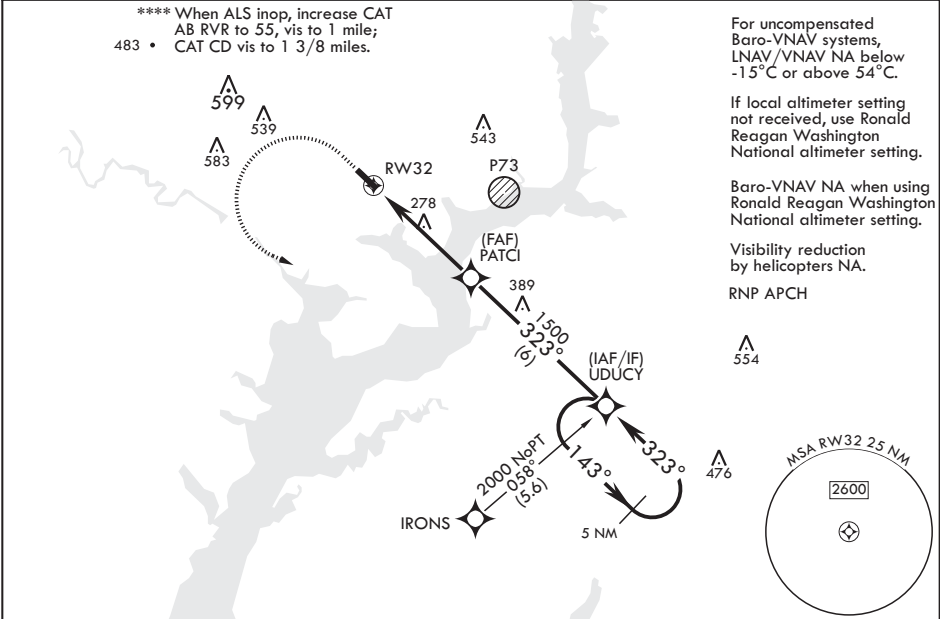 **** When ALS inop, increase CAT
AB RVR to 55, vis to 1 mile;
CAT CD vis to 1 3/8 miles.
483
599
539
583
543
P73
RW32
278
(FAF)
PATCI
389
1500
323°
(6)
(IAF/IF)
UDUCY
2000 NoPT
058°
(5.6)
143°
323°
IRONS
5 NM
476
554
For uncompensated
Baro-VNAV systems,
LNAV/VNAV NA below
-15°C or above 54°C.
If local altimeter setting
not received, use Ronald
Reagan Washington
National altimeter setting.
Baro-VNAV NA when using
Ronald Reagan Washington
National altimeter setting.
Visibility reduction
by helicopters NA.
RNP APCH
MSA RW32 25 NM
2600